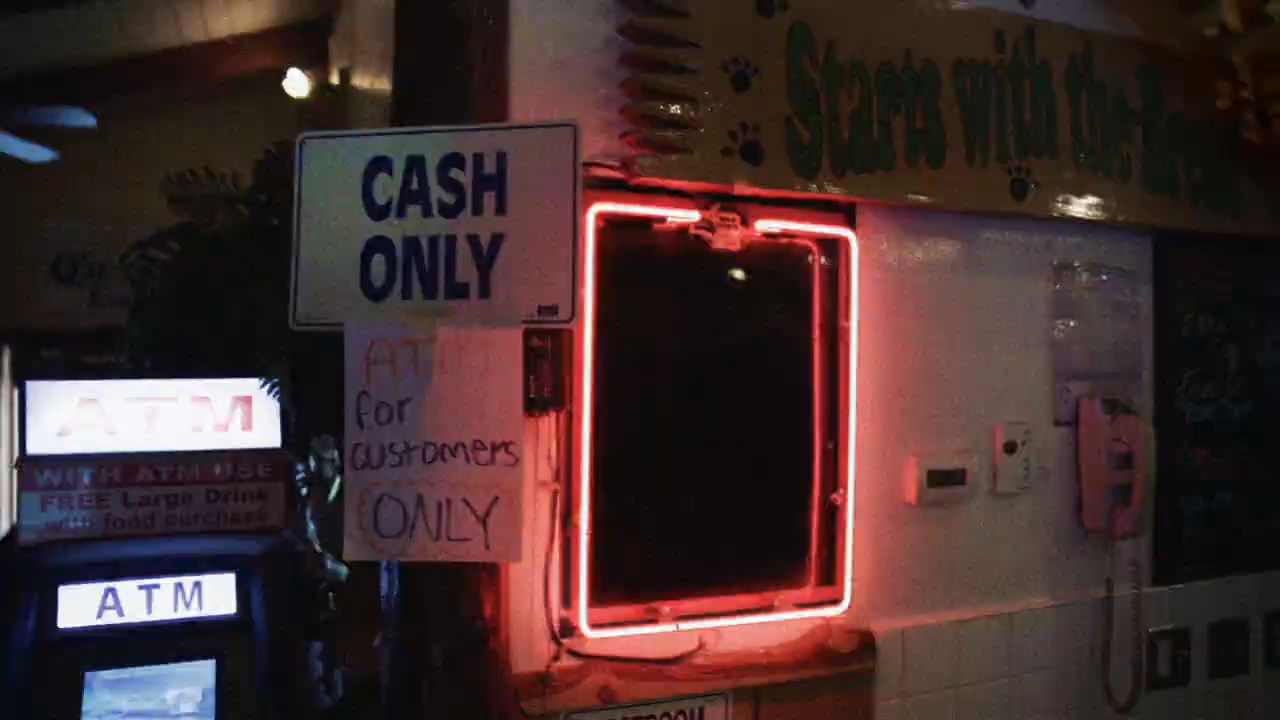 Starts with the
CASH
ONLY
ATM
for
customers
ONLY
ATM
WITH ATM USE
FREE Large Drink
with food purchase
ATM